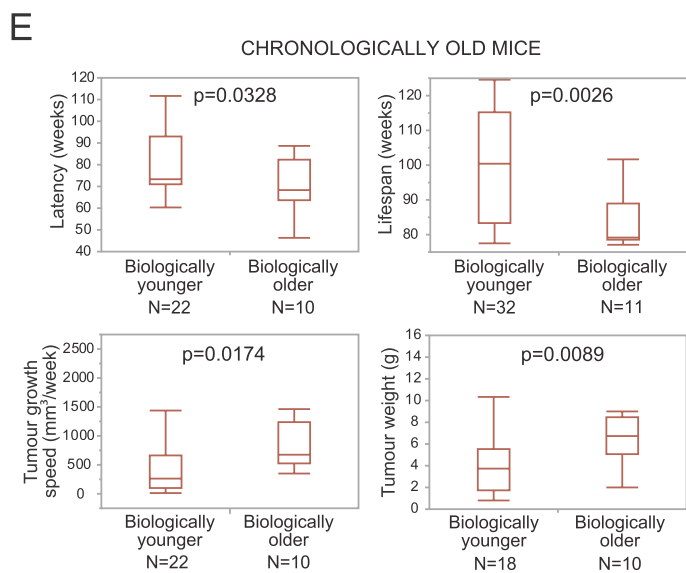 E
CHRONOLOGICALLY OLD MICE
Latency (weeks)
120
110
100
90
80
70
60
50
40
p=0.0328
Biologically
younger
N=22
Biologically
older
N=10
Lifespan (weeks)
120
100
90
80
p=0.0026
Biologically
younger
N=32
Biologically
older
N=11
Tumour growth
speed (mm³/week)
2500
2000
1500
1000
500
0
p=0.0174
Biologically
younger
N=22
Biologically
older
N=10
Tumour weight (g)
16
14
12
10
8
6
4
2
0
p=0.0089
Biologically
younger
N=18
Biologically
older
N=10